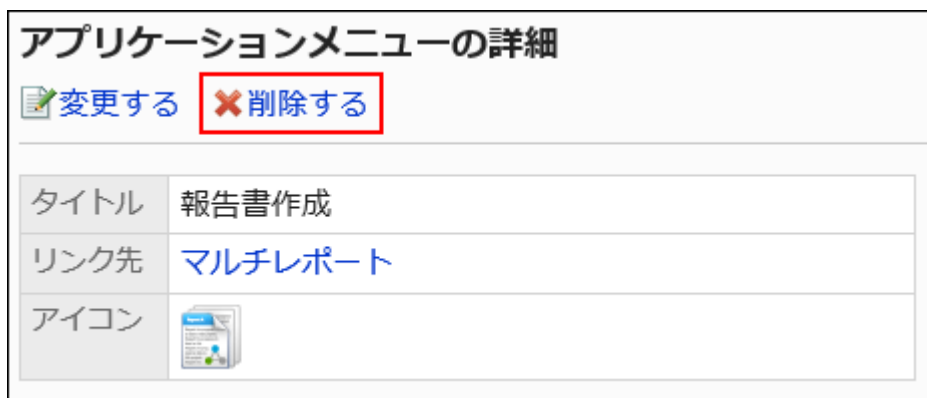 アプリケーションメニューの詳細
変更する 削除する
タイトル 報告書作成
リンク先 マルチレポート
アイコン